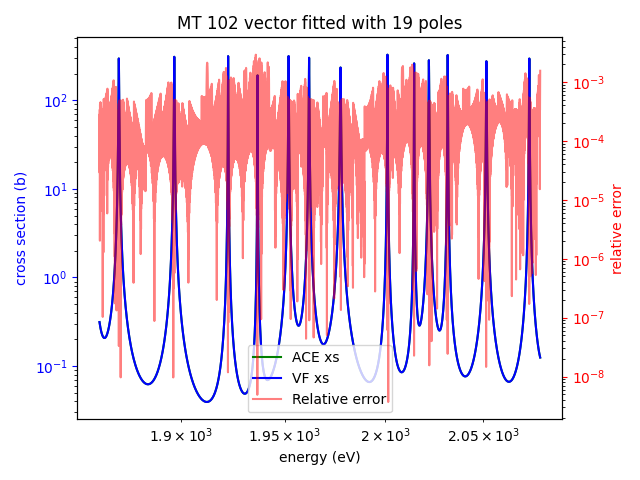 MT 102 vector fitted with 19 poles
10²
10¹
10⁰
10⁻¹
cross section (b)
10⁻³
10⁻⁴
10⁻⁵
10⁻⁶
10⁻⁷
10⁻⁸
relative error
ACE xs
VF xs
Relative error
1.9 × 10³ 1.95 × 10³ 2 × 10³ 2.05 × 10³
energy (eV)